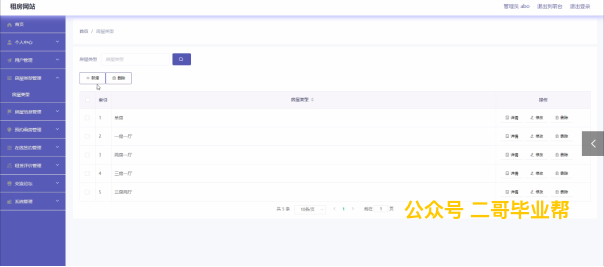 租房网站
管理员 abo 退出到前台 退出登录
首页
首页 / 房屋类型
个人中心
用户管理
房屋类型管理
房屋类型
房屋信息管理
预约看房管理
在线签约管理
租赁评价管理
交流论坛
系统管理
房屋类型 房屋类型
+ 新增 删除
索引 房屋类型 操作
1 单间 详情 修改 删除
2 一房一厅 详情 修改 删除
3 两房一厅 详情 修改 删除
4 三房一厅 详情 修改 删除
5 三房两厅 详情 修改 删除
共 5 条 10条/页 1 前往 1 页
公众号 二哥毕业帮